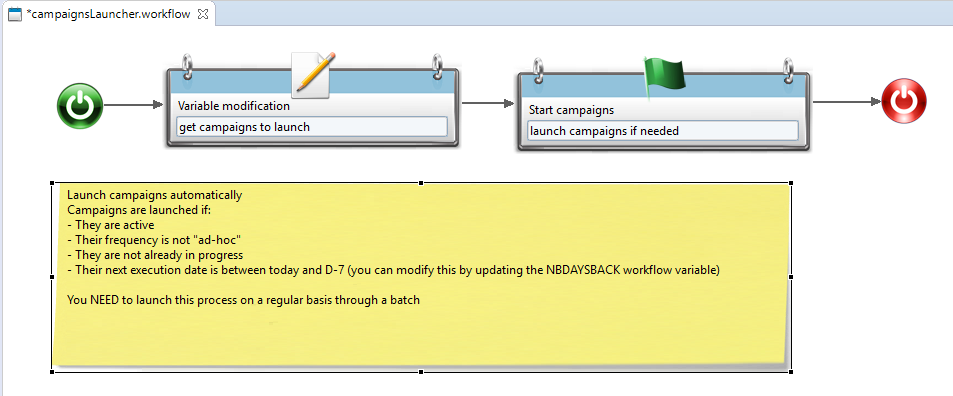 *campaignsLauncher.workflow
Variable modification
get campaigns to launch
Start campaigns
launch campaigns if needed
Launch campaigns automatically
Campaigns are launched if:
- They are active
- Their frequency is not "ad-hoc"
- They are not already in progress
- Their next execution date is between today and D-7 (you can modify this by updating the NBDAYSBACK workflow variable)
You NEED to launch this process on a regular basis through a batch